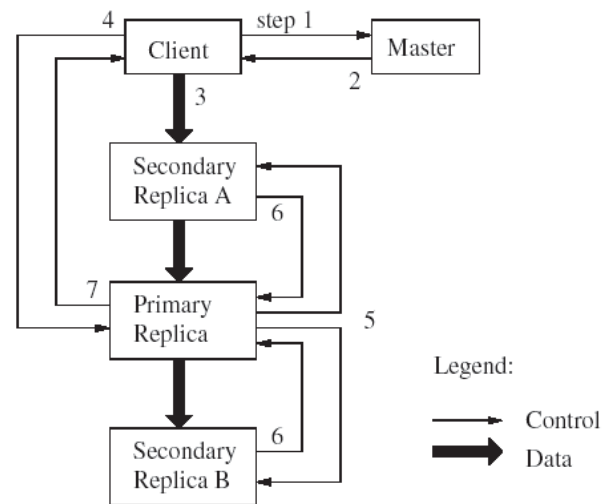 4
step 1
Client
Master
2
3
Secondary
Replica A
6
7
Primary
Replica
5
Legend:
6
Control
Secondary
Replica B
Data